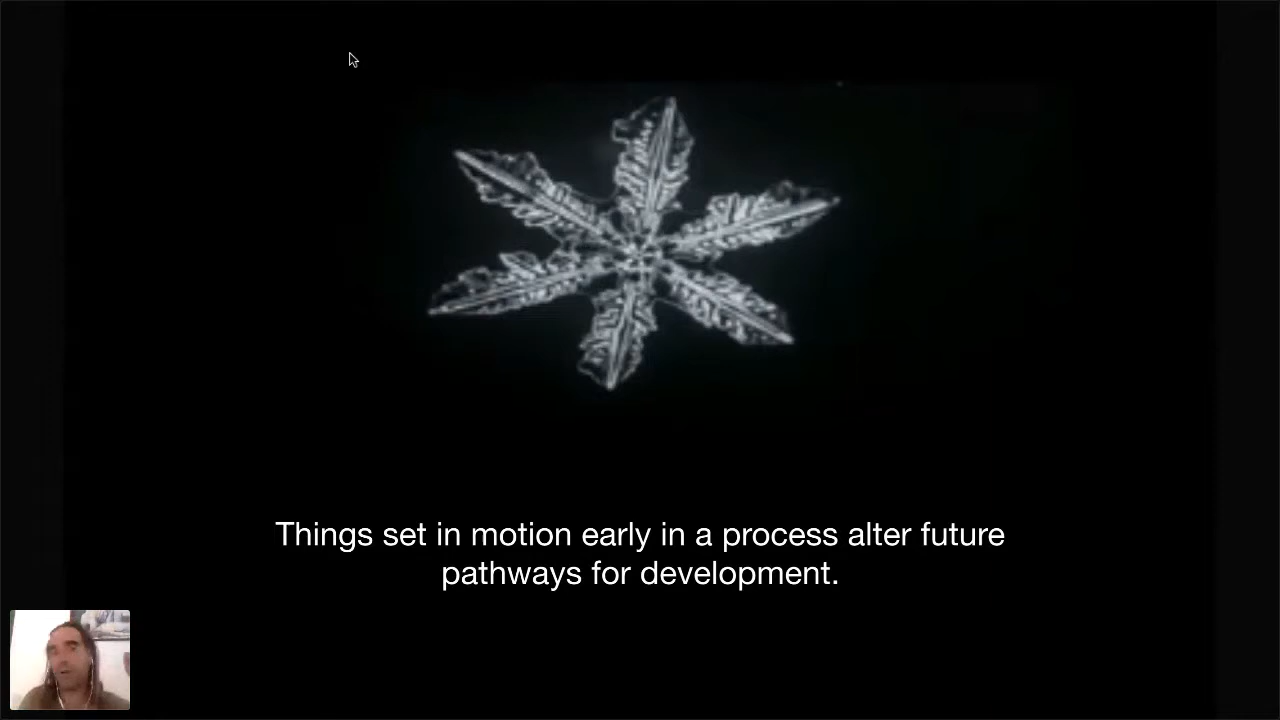 Things set in motion early in a process alter future
pathways for development.